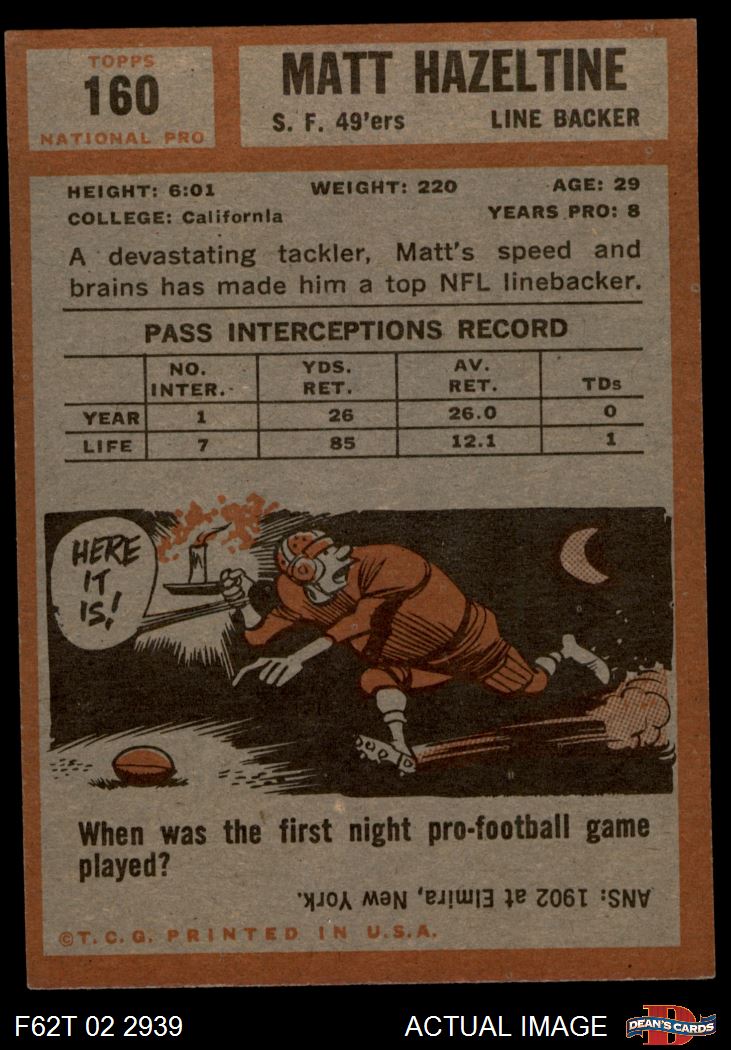 TOPPS
160
NATIONAL PRO
MATT HAZELTINE
S. F. 49'ers LINE BACKER
HEIGHT: 6:01 WEIGHT: 220 AGE: 29
COLLEGE: California YEARS PRO: 8
A devastating tackler, Matt's speed and
brains has made him a top NFL linebacker.
PASS INTERCEPTIONS RECORD
NO. INTER. YDS. RET. AV. RET. TDs
YEAR 1 26 26.0 0
LIFE 7 85 12.1 1
HERE
IT
IS!
When was the first night pro-football game
played?
ANS: 1902 at Elmira, New York.
©T.C.G. PRINTED IN U.S.A.
F62T 02 2939 ACTUAL IMAGE D DEAN'S CARDS